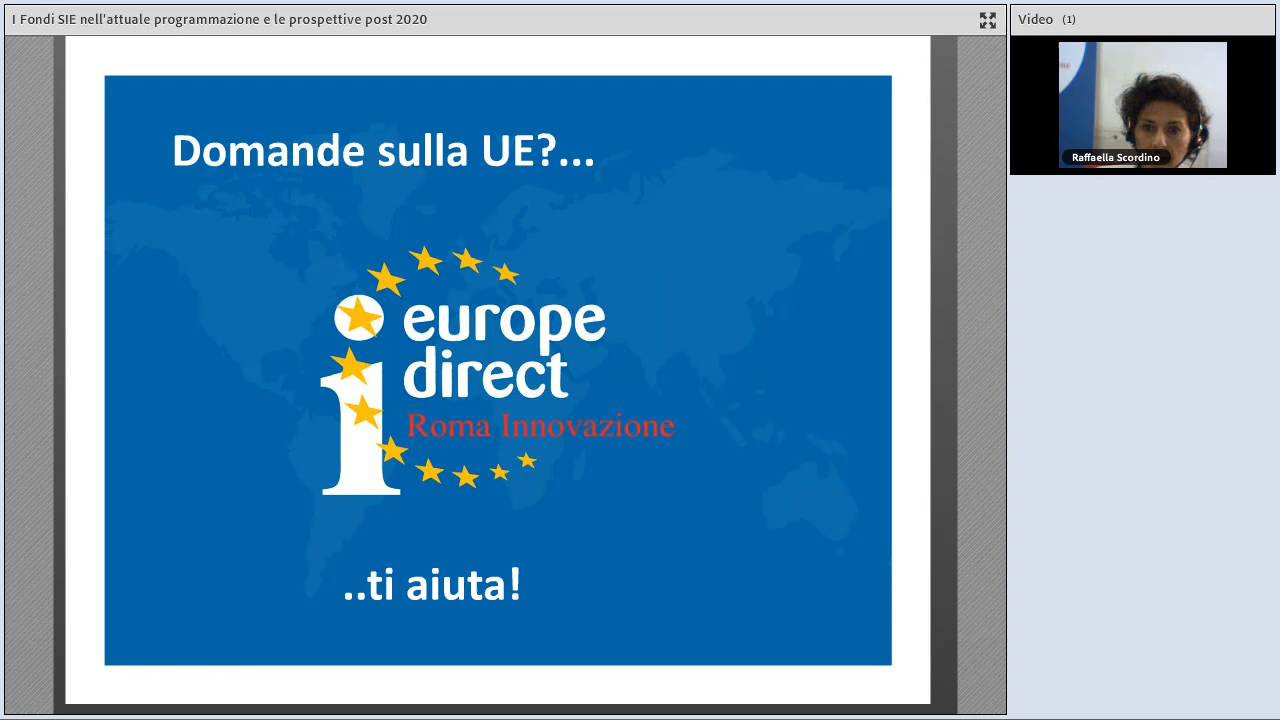 I Fondi SIE nell'attuale programmazione e le prospettive post 2020
Video (1)
Raffaella Scordino
Domande sulla UE?...
europe
direct
Roma Innovazione
..ti aiuta!